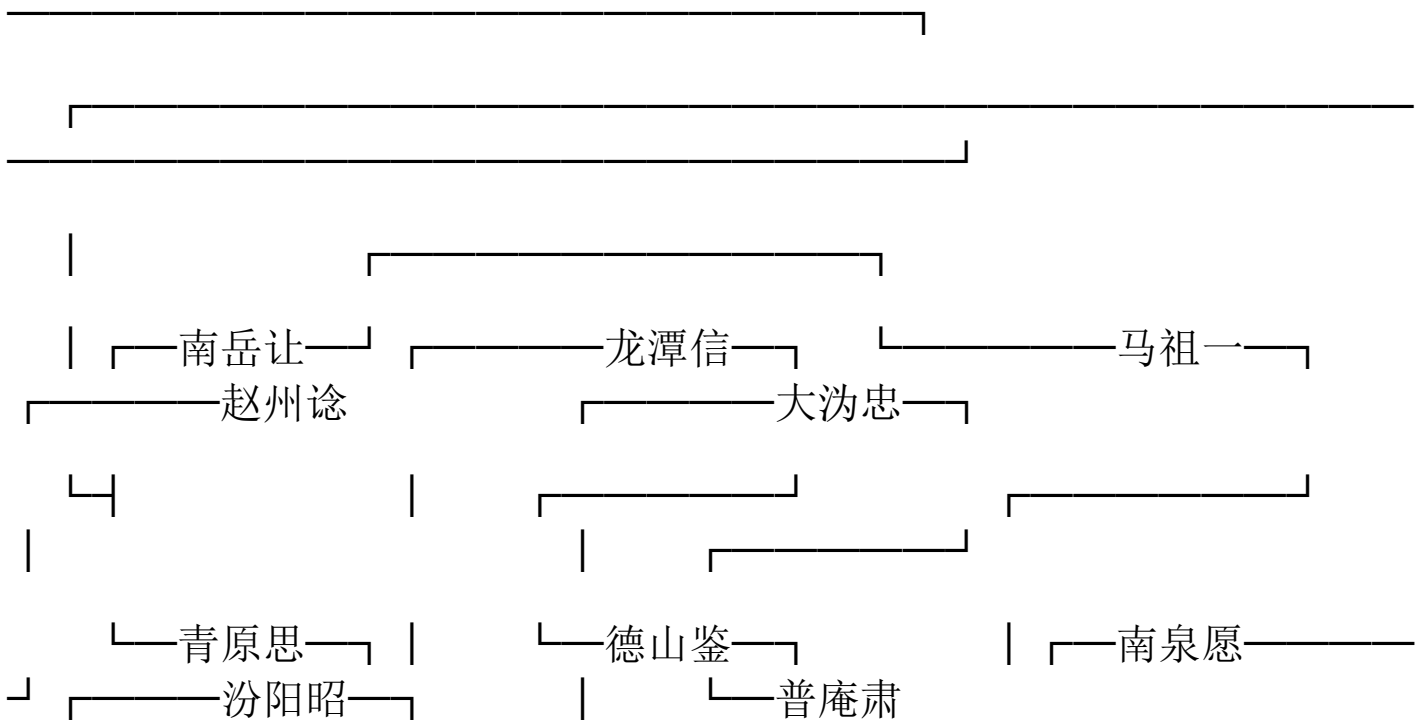 南岳让 龙潭信 马祖一
赵州谂 大沩忠
青原思 德山鉴 南泉愿
汾阳昭 普庵肃